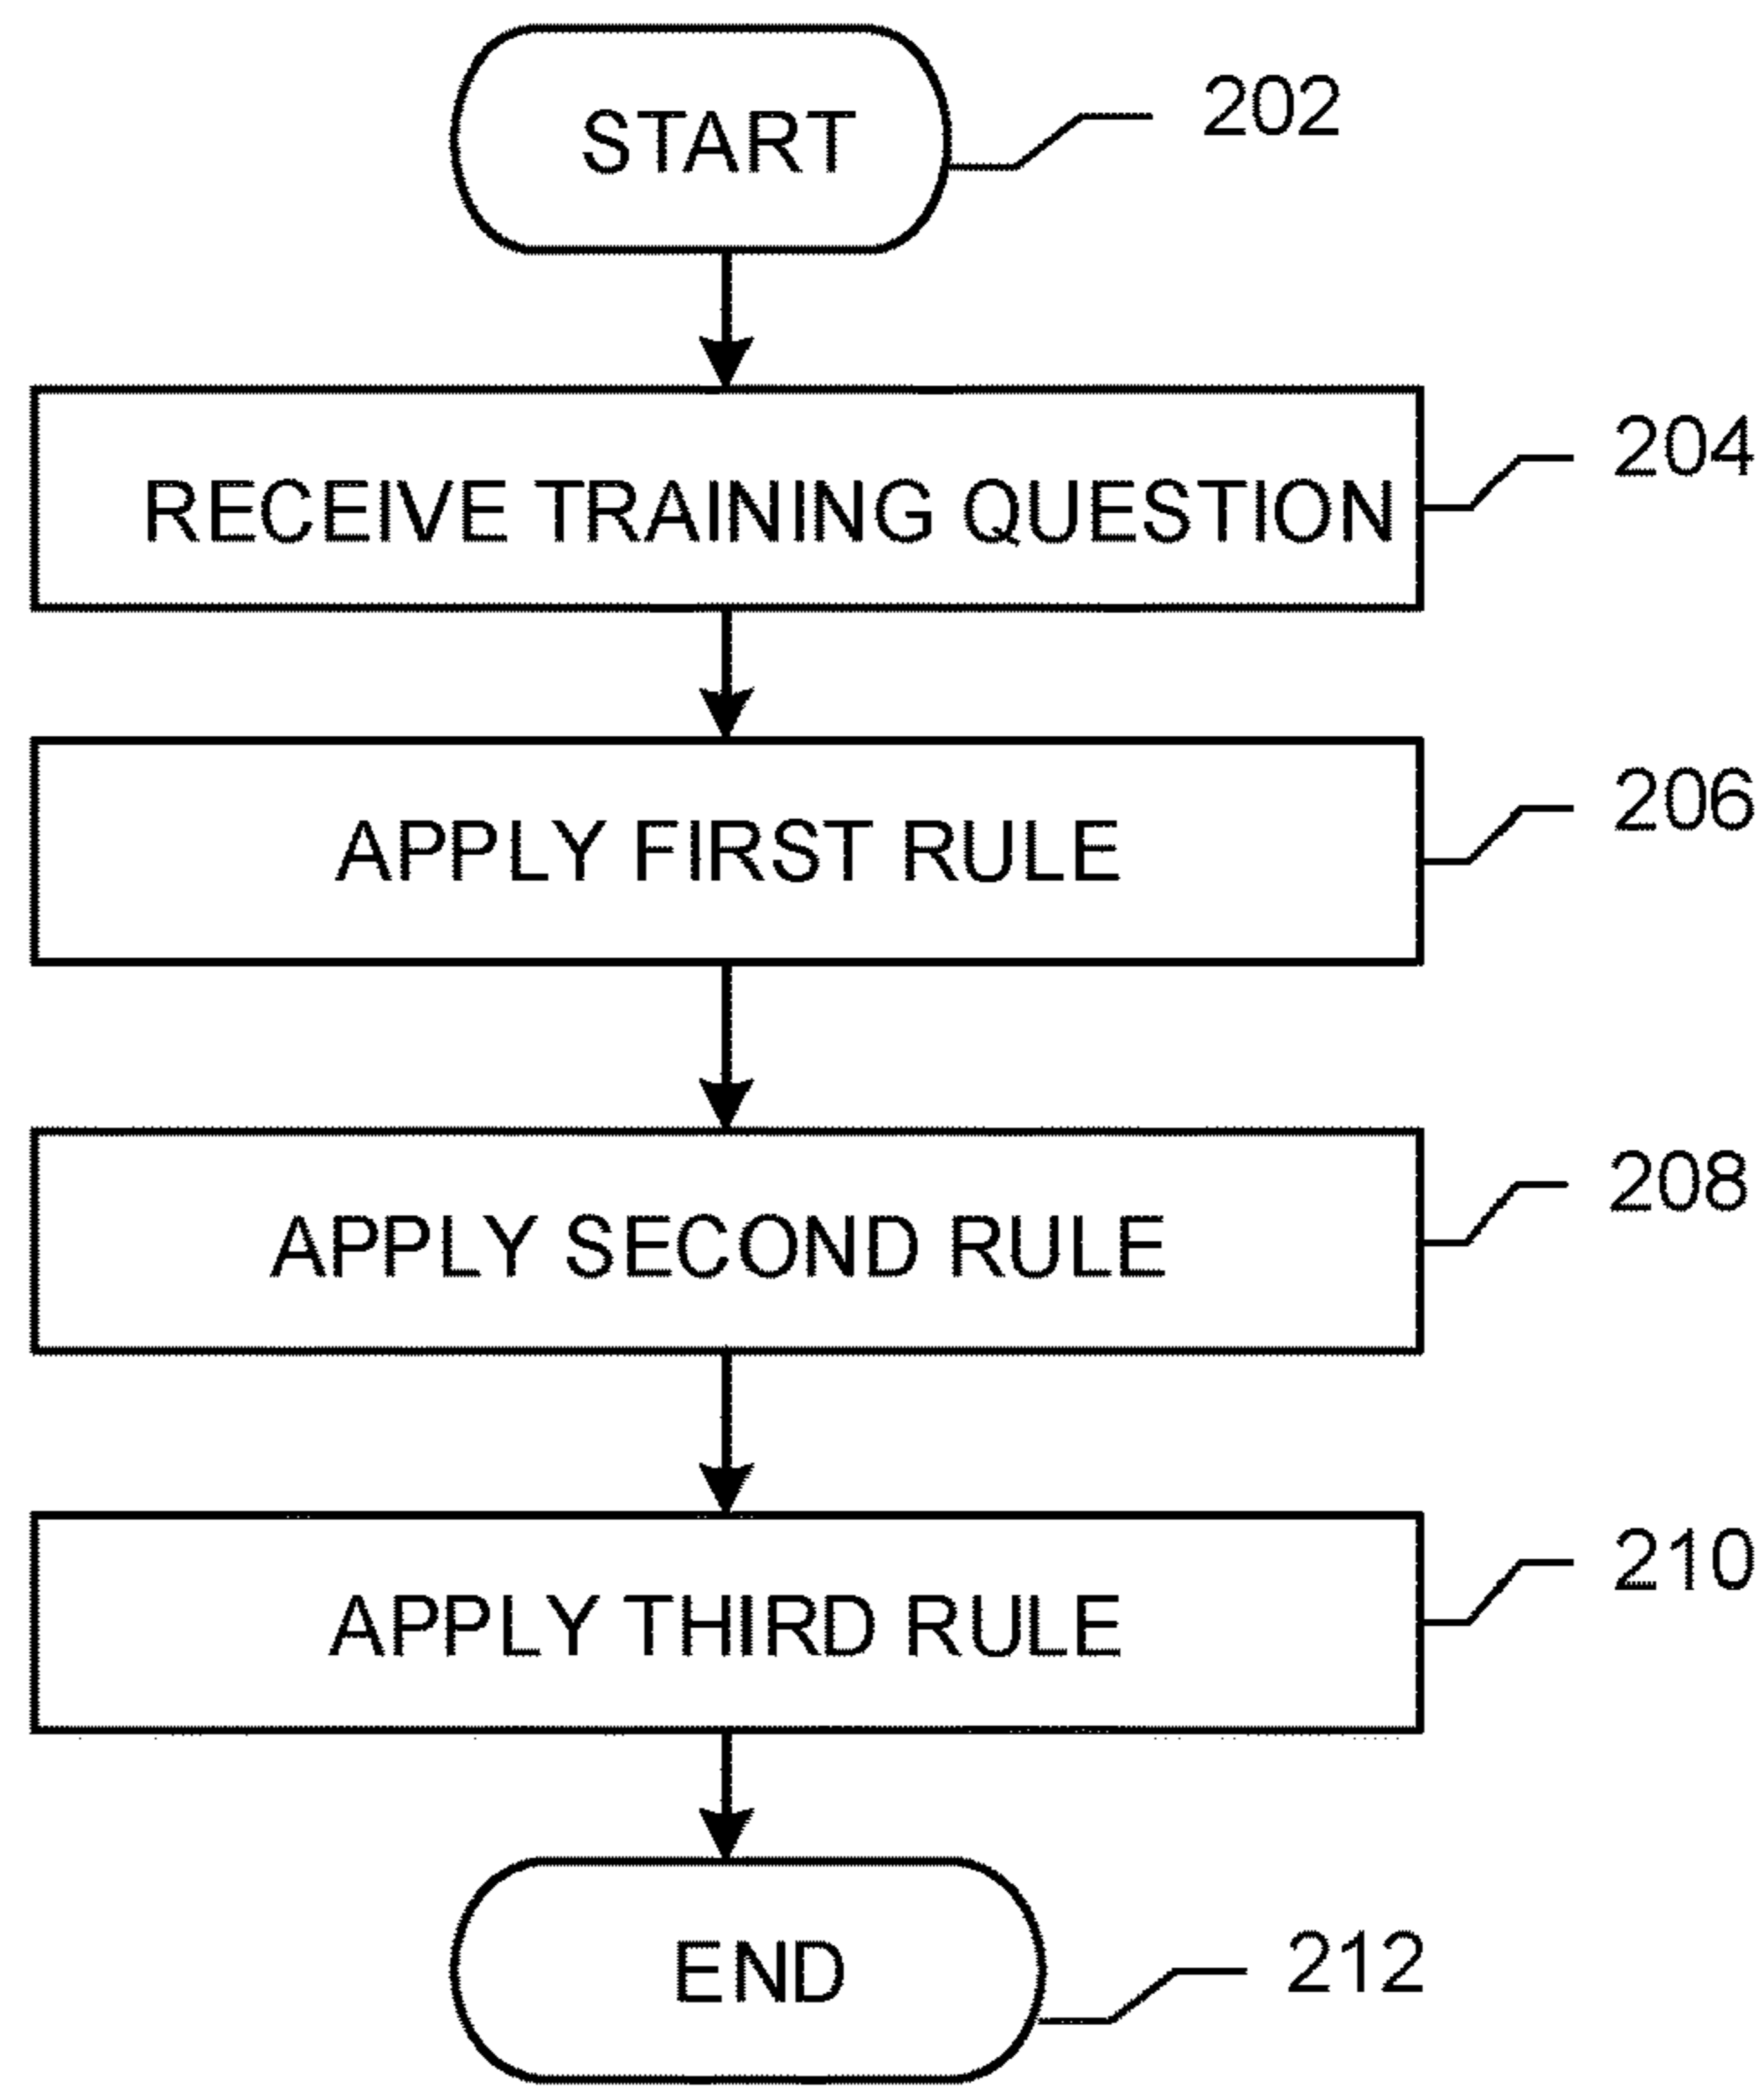 START
202
RECEIVE TRAINING QUESTION
204
APPLY FIRST RULE
206
APPLY SECOND RULE
208
APPLY THIRD RULE
210
END
212